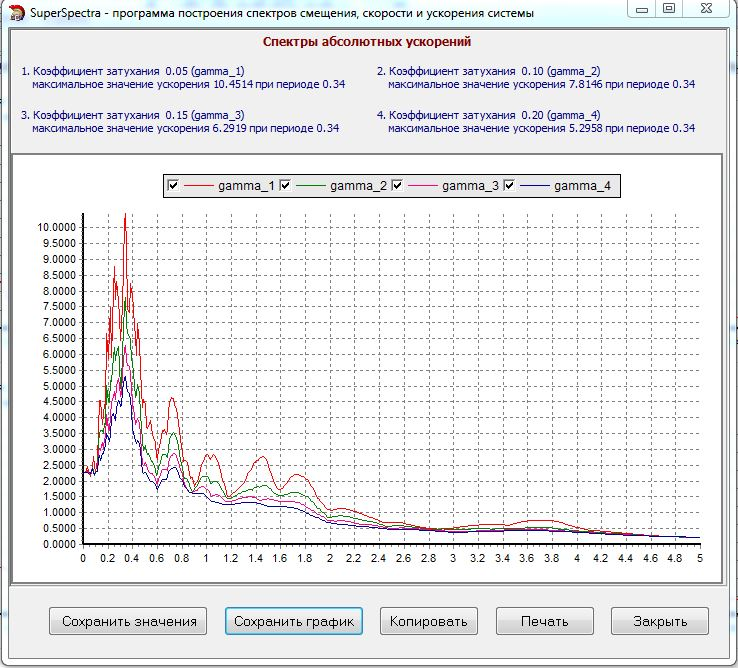 SuperSpectra - программа построения спектров смещения, скорости и ускорения системы
Спектры абсолютных ускорений
1. Коэффициент затухания 0.05 (gamma_1)
максимальное значение ускорения 10.4514 при периоде 0.34
2. Коэффициент затухания 0.10 (gamma_2)
максимальное значение ускорения 7.8146 при периоде 0.34
3. Коэффициент затухания 0.15 (gamma_3)
максимальное значение ускорения 6.2919 при периоде 0.34
4. Коэффициент затухания 0.20 (gamma_4)
максимальное значение ускорения 5.2958 при периоде 0.34
gamma_1 gamma_2 gamma_3 gamma_4
10.0000
9.5000
9.0000
8.5000
8.0000
7.5000
7.0000
6.5000
6.0000
5.5000
5.0000
4.5000
4.0000
3.5000
3.0000
2.5000
2.0000
1.5000
1.0000
0.5000
0.0000
0 0.2 0.4 0.6 0.8 1 1.2 1.4 1.6 1.8 2 2.2 2.4 2.6 2.8 3 3.2 3.4 3.6 3.8 4 4.2 4.4 4.6 4.8 5
Сохранить значения Сохранить график Копировать Печать Закрыть